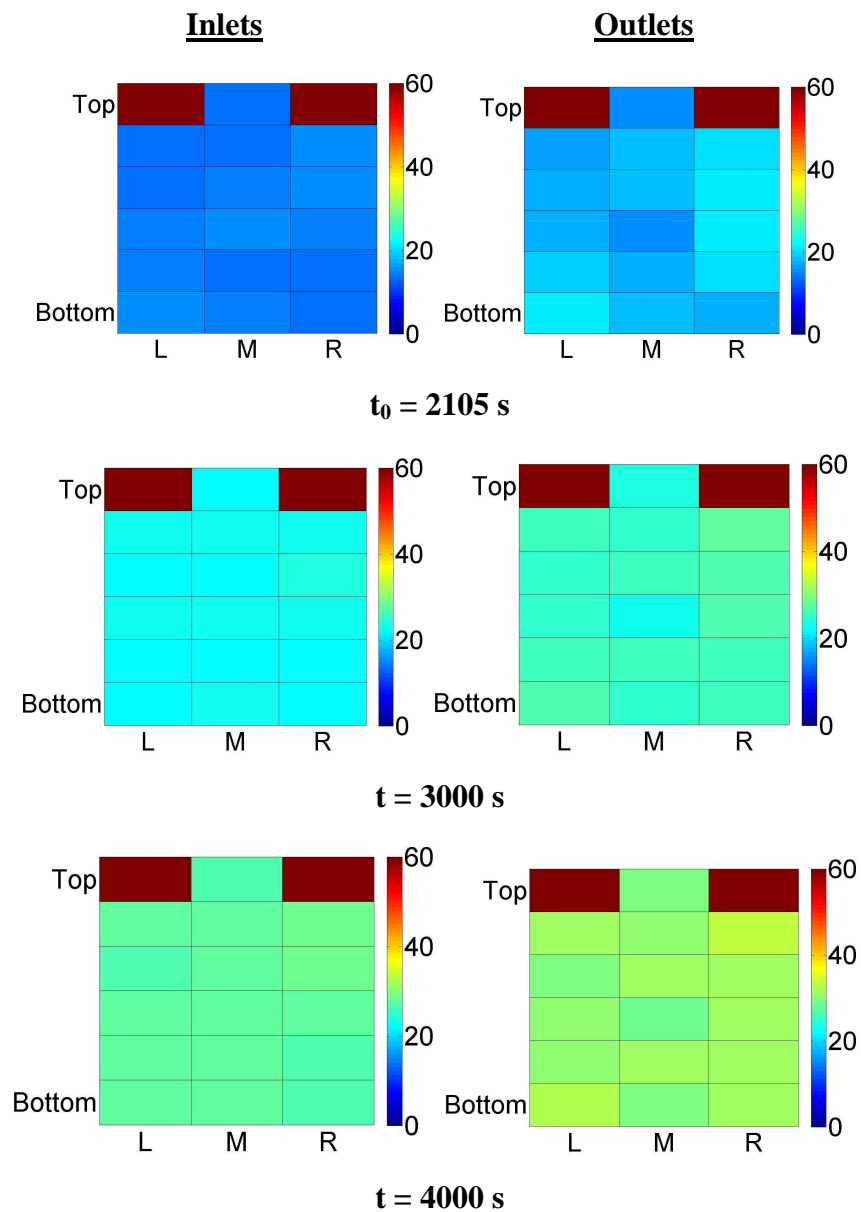 Inlets Outlets
Top 60 Top 60
40 40
20 20
Bottom 0 Bottom 0
L M R L M R
t₀ = 2105 s
Top 60 Top 60
40 40
20 20
Bottom 0 Bottom 0
L M R L M R
t = 3000 s
Top 60 Top 60
40 40
20 20
Bottom 0 Bottom 0
L M R L M R
t = 4000 s